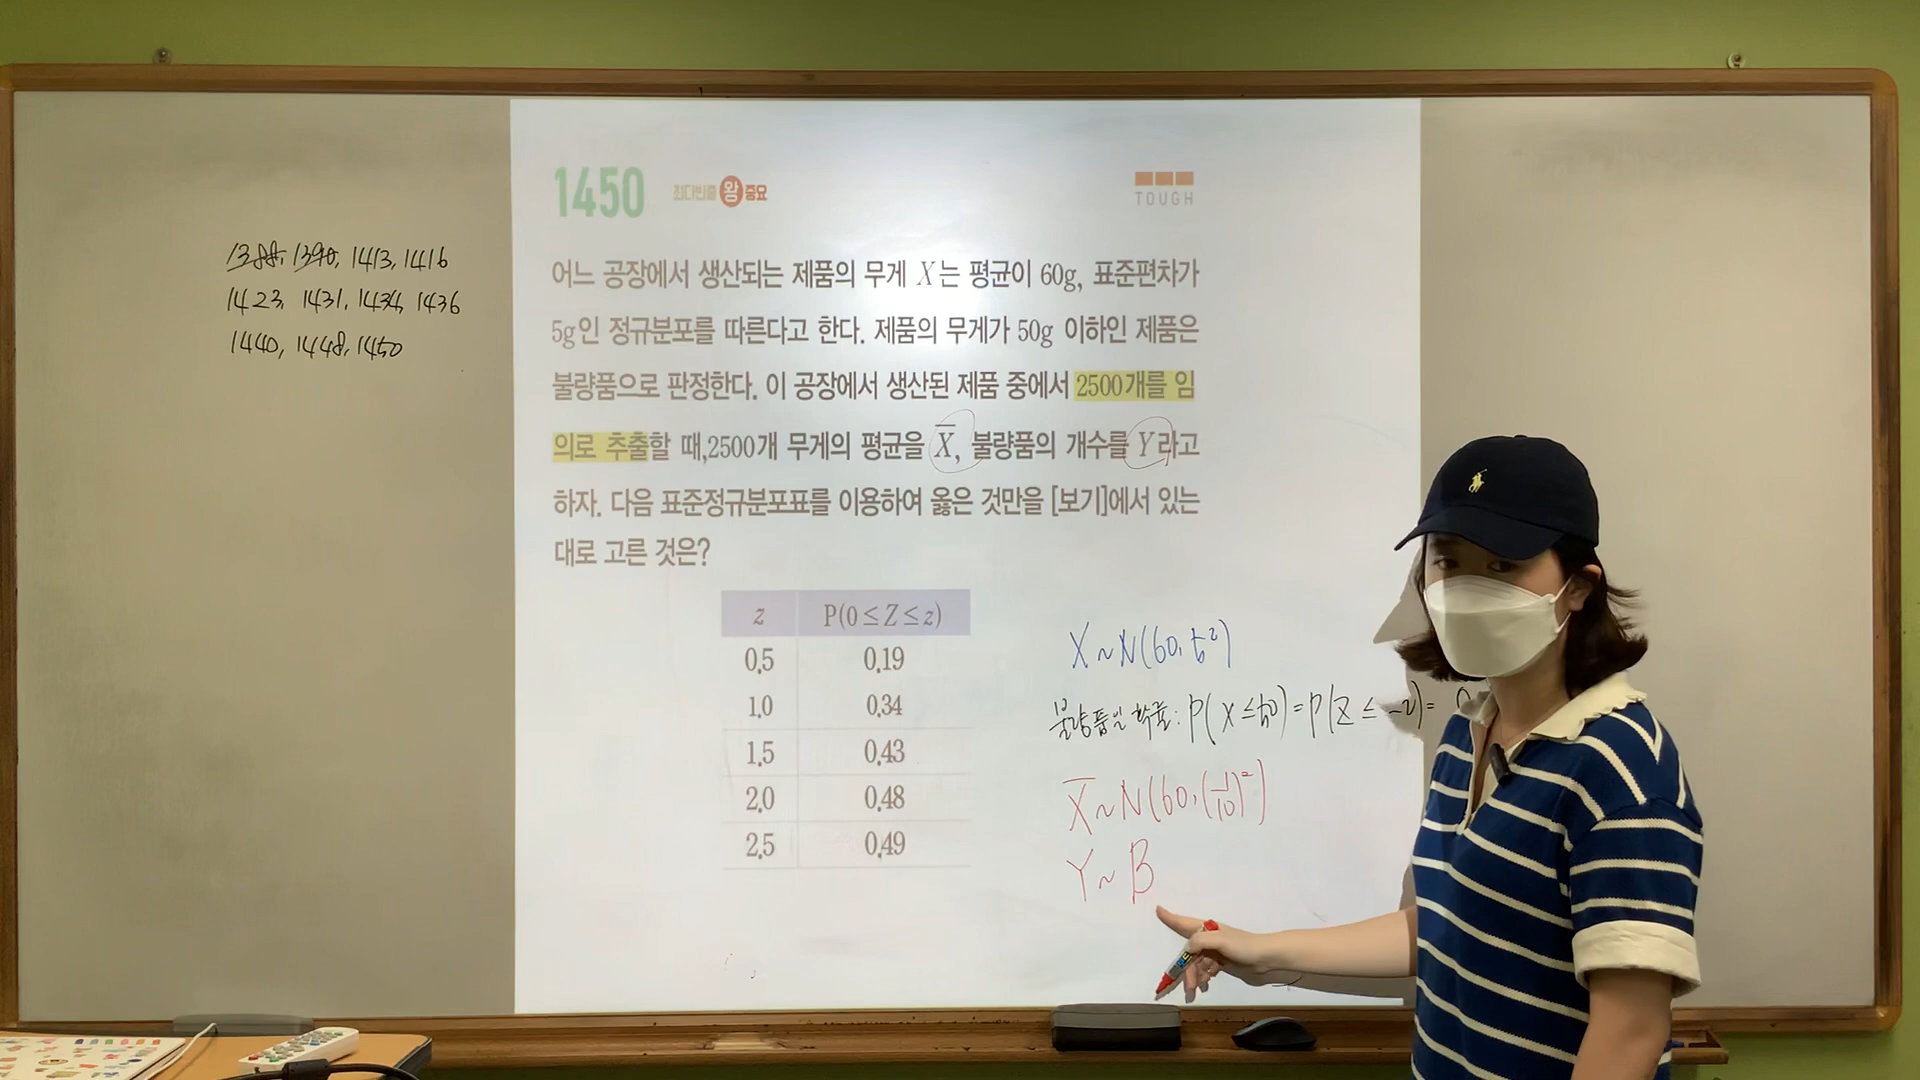 1388, 1390, 1413, 1416
1423, 1431, 1434, 1436
1440, 1448, 1450
1450 최다빈출 왕 중요
TOUGH
어느 공장에서 생산되는 제품의 무게 X는 평균이 60g, 표준편차가
5g인 정규분포를 따른다고 한다. 제품의 무게가 50g 이하인 제품은
불량품으로 판정한다. 이 공장에서 생산된 제품 중에서 2500개를 임
의로 추출할 때,2500개 무게의 평균을 X̅, 불량품의 개수를 Y라고
하자. 다음 표준정규분포표를 이용하여 옳은 것만을 [보기]에서 있는
대로 고른 것은?
z P(0≤Z≤z)
0.5 0.19
1.0 0.34
1.5 0.43
2.0 0.48
2.5 0.49
X~N(60, 5²)
불량품일 확률: P(X≤50)=P(Z≤-2)=
X̅~N(60, (1/10)²)
Y~B